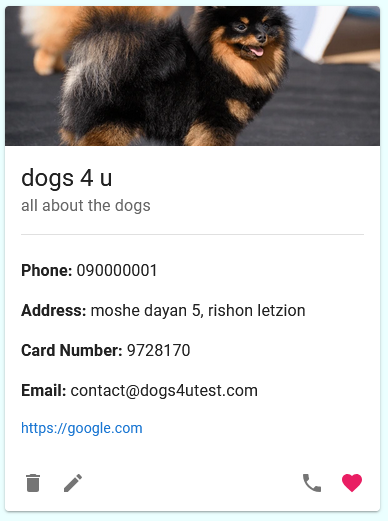 dogs 4 u
all about the dogs
Phone: 090000001
Address: moshe dayan 5, rishon letzion
Card Number: 9728170
Email: contact@dogs4utest.com
https://google.com